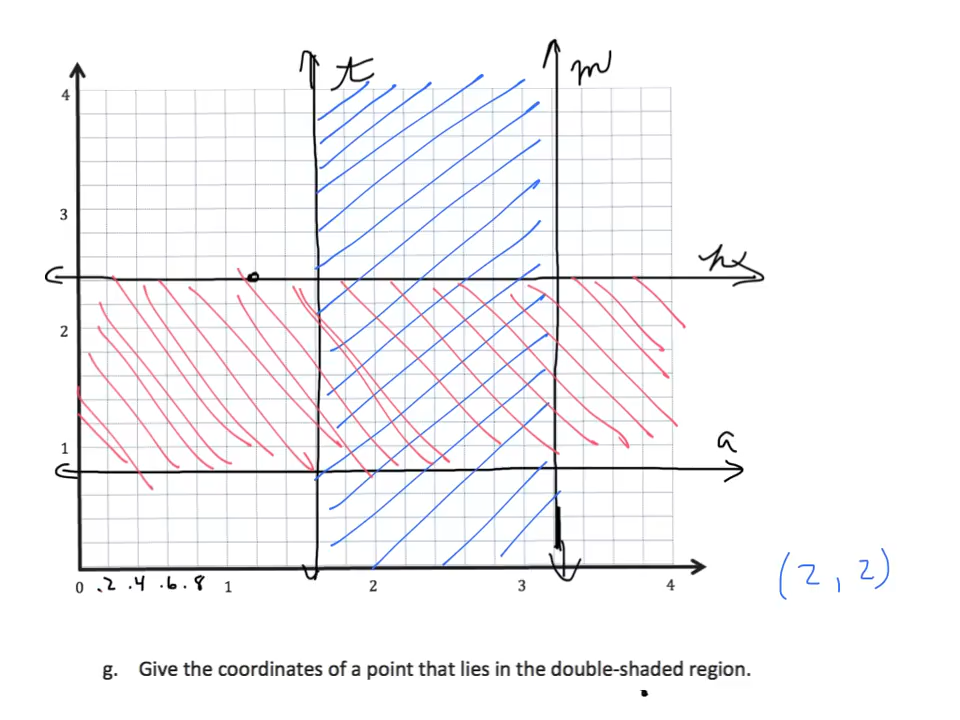 t m
4
3
h
2
1 a
0 .2 .4 .6 .8 1 2 3 4
(2, 2)
g. Give the coordinates of a point that lies in the double-shaded region.